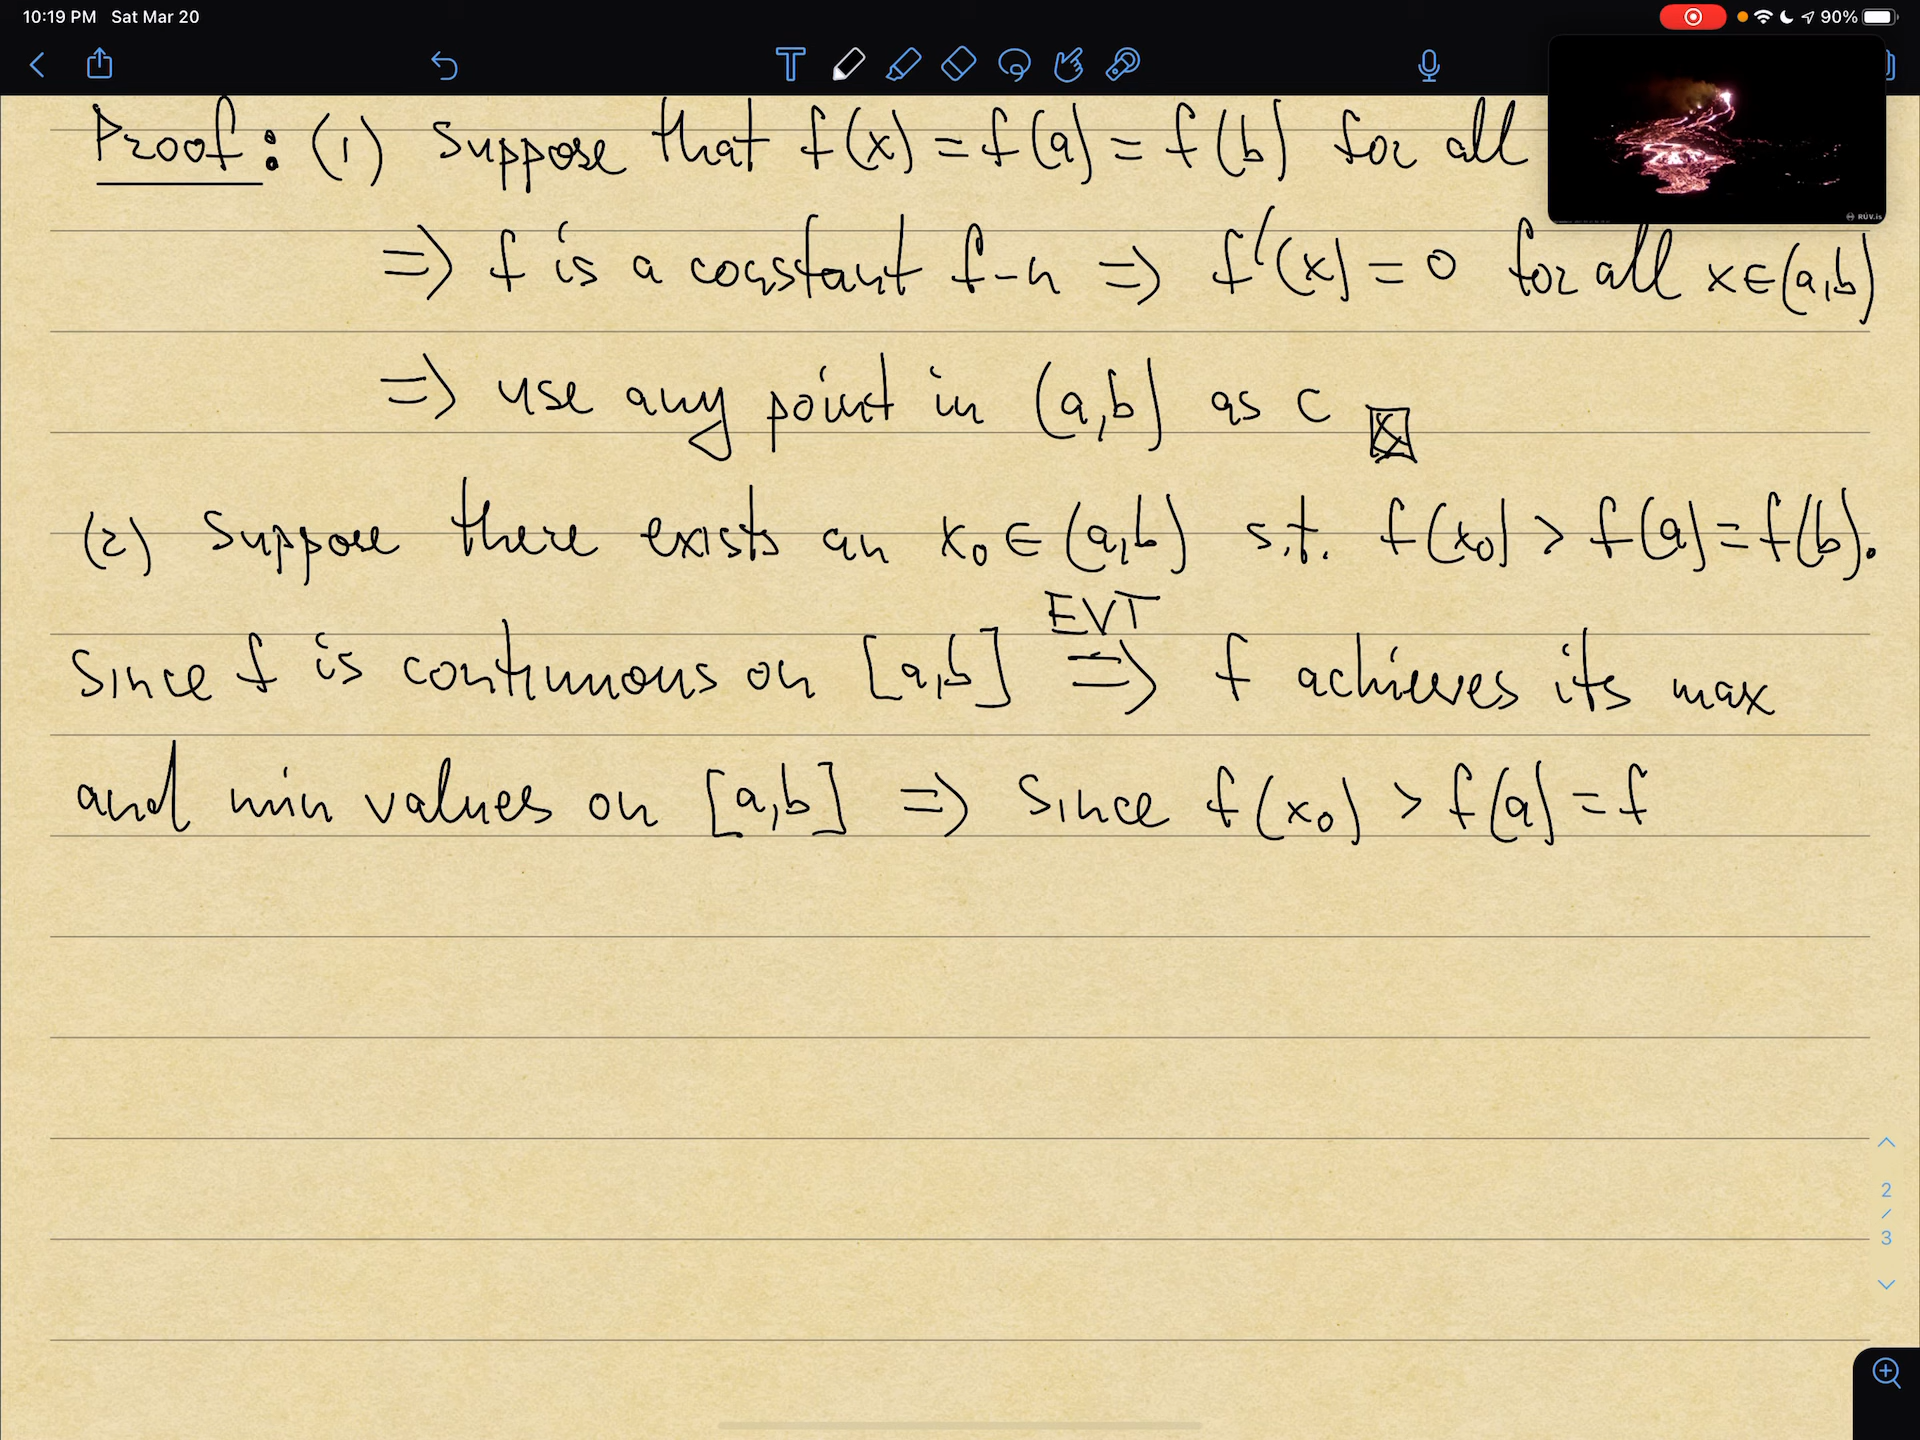 10:19 PM Sat Mar 20
90%
T
RÚV.is
Proof: (1) Suppose that f(x) = f(a) = f(b) for all
=> f is a constant f-n => f'(x) = 0 for all x∈(a,b)
=> use any point in (a,b) as c
(2) Suppose there exists an x₀ ∈ (a,b) s.t. f(x₀) > f(a) = f(b).
EVT
Since f is continuous on [a,b] => f achieves its max
and min values on [a,b] => Since f(x₀) > f(a) = f
2
/
3